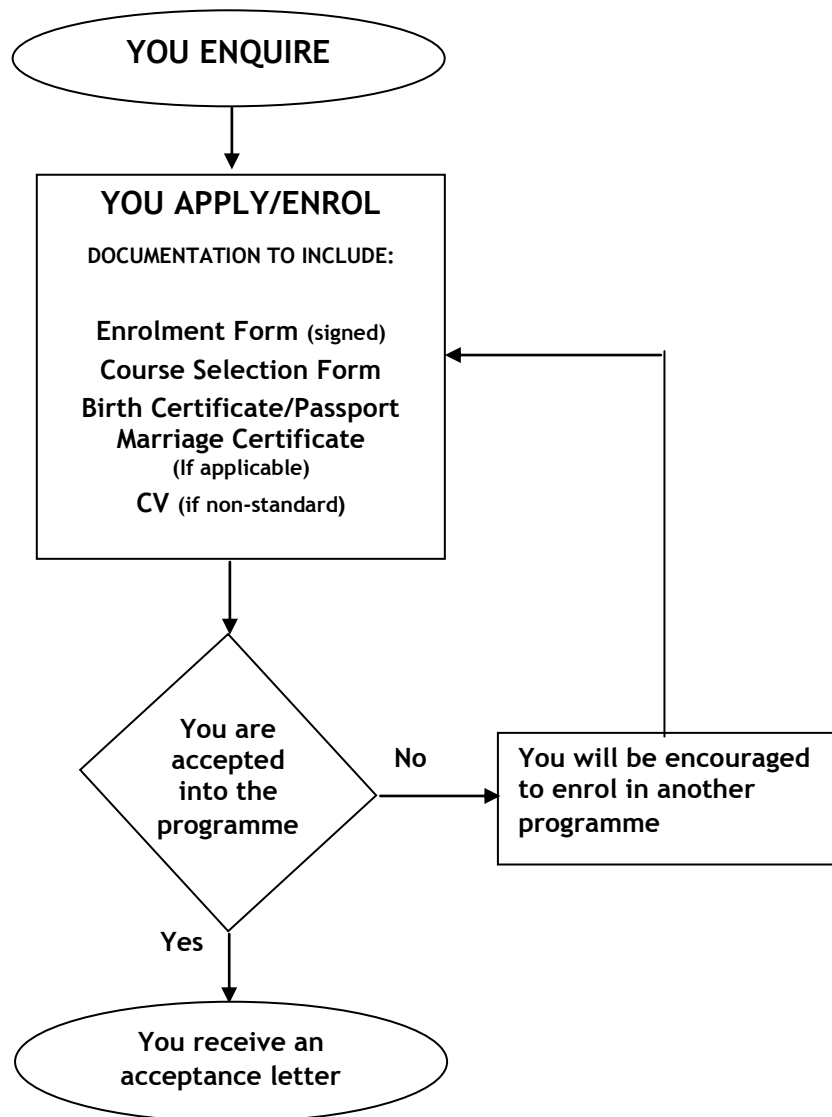 YOU ENQUIRE
YOU APPLY/ENROL
DOCUMENTATION TO INCLUDE:
Enrolment Form (signed)
Course Selection Form
Birth Certificate/Passport
Marriage Certificate
(If applicable)
CV (if non-standard)
You are
accepted
into the
programme
No
You will be encouraged
to enrol in another
programme
Yes
You receive an
acceptance letter